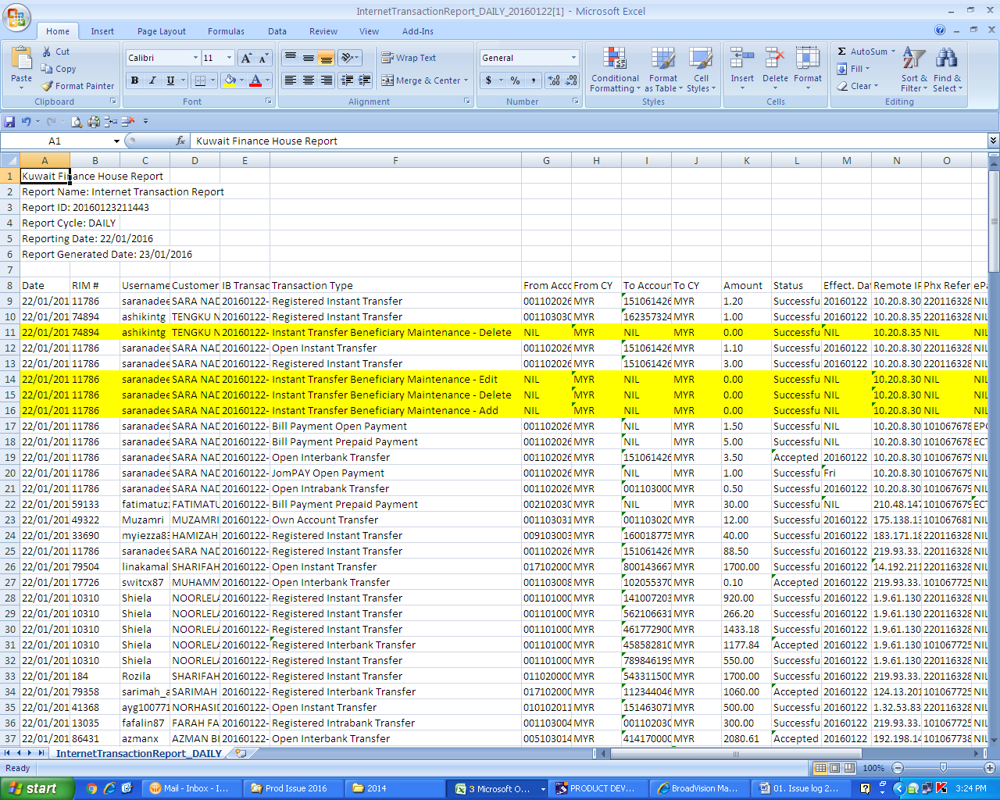 InternetTransactionReport_DAILY_20160122[1] - Microsoft Excel
Home Insert Page Layout Formulas Data Review View Add-Ins
Paste Cut Copy Format Painter Clipboard
Calibri 11 B I U Font
Wrap Text Merge & Center Alignment
General $ % , Number
Conditional Formatting Format as Table Cell Styles Styles
Insert Delete Format Cells
Σ AutoSum Fill Clear Sort & Filter Find & Select Editing
A1 fx Kuwait Finance House Report
A B C D E F G H I J K L M N O
1 Kuwait Finance House Report
2 Report Name: Internet Transaction Report
3 Report ID: 20160123211443
4 Report Cycle: DAILY
5 Reporting Date: 22/01/2016
6 Report Generated Date: 23/01/2016
7
8 Date RIM # Username Customer IB Transac Transaction Type From Acco From CY To Accoun To CY Amount Status Effect. Dat Remote IP Phx Refer ePa
9 22/01/201 11786 saranadee SARA NAD 20160122- Registered Instant Transfer 001102026 MYR 151061426 MYR 1.20 Successfu 20160122 10.20.8.30 220116328 NIL
10 22/01/201 74894 ashikintg TENGKU N 20160122- Registered Instant Transfer 001103030 MYR 162357324 MYR 1.00 Successfu 20160122 10.20.8.35 220116328 NIL
11 22/01/201 74894 ashikintg TENGKU N 20160122- Instant Transfer Beneficiary Maintenance - Delete NIL MYR NIL MYR 0.00 Successfu NIL 10.20.8.35 NIL NIL
12 22/01/201 11786 saranadee SARA NAD 20160122- Open Instant Transfer 001102026 MYR 151061426 MYR 1.10 Successfu 20160122 10.20.8.30 220116328 NIL
13 22/01/201 11786 saranadee SARA NAD 20160122- Registered Instant Transfer 001102026 MYR 151061426 MYR 3.00 Successfu 20160122 10.20.8.30 220116328 NIL
14 22/01/201 11786 saranadee SARA NAD 20160122- Instant Transfer Beneficiary Maintenance - Edit NIL MYR NIL MYR 0.00 Successfu NIL 10.20.8.30 NIL NIL
15 22/01/201 11786 saranadee SARA NAD 20160122- Instant Transfer Beneficiary Maintenance - Delete NIL MYR NIL MYR 0.00 Successfu NIL 10.20.8.30 NIL NIL
16 22/01/201 11786 saranadee SARA NAD 20160122- Instant Transfer Beneficiary Maintenance - Add NIL MYR NIL MYR 0.00 Successfu NIL 10.20.8.30 NIL NIL
17 22/01/201 11786 saranadee SARA NAD 20160122- Bill Payment Open Payment 001102026 MYR NIL MYR 1.50 Successfu NIL 10.20.8.30 101067678 EPO
18 22/01/201 11786 saranadee SARA NAD 20160122- Bill Payment Prepaid Payment 001102026 MYR NIL MYR 5.00 Successfu NIL 10.20.8.30 101067678 ECT
19 22/01/201 11786 saranadee SARA NAD 20160122- Open Interbank Transfer 001102026 MYR 151061426 MYR 3.50 Accepted 20160122 10.20.8.30 101067679 NIL
20 22/01/201 11786 saranadee SARA NAD 20160122- JomPAY Open Payment 001102026 MYR NIL MYR 1.00 Successfu Fri 10.20.8.30 101067679 NIL
21 22/01/201 11786 saranadee SARA NAD 20160122- Open Intrabank Transfer 001102026 MYR 001103000 MYR 0.50 Successfu 20160122 10.20.8.30 101067679 NIL
22 22/01/201 59133 fatimatuzz FATIMATU 20160122- Bill Payment Prepaid Payment 002102030 MYR NIL MYR 30.00 Successfu NIL 210.48.147 101067679 ECT
23 22/01/201 49322 Muzamri MUZAMRI 20160122- Own Account Transfer 001103031 MYR 001103020 MYR 12.00 Successfu 20160122 175.138.13 101067681 NIL
24 22/01/201 33690 myiezza83 HAMIZAH 20160122- Registered Instant Transfer 009103003 MYR 160018775 MYR 40.00 Successfu 20160122 183.171.18 220116328 NIL
25 22/01/201 11786 saranadee SARA NAD 20160122- Registered Instant Transfer 001102026 MYR 151061426 MYR 88.50 Successfu 20160122 219.93.33. 220116328 NIL
26 22/01/201 79504 linakamal SHARIFAH 20160122- Open Instant Transfer 017102000 MYR 800143667 MYR 1700.00 Successfu 20160122 14.192.211 220116328 NIL
27 22/01/201 17726 switcx87 MUHAMM 20160122- Open Interbank Transfer 001103008 MYR 102055370 MYR 0.10 Accepted 20160122 219.93.33. 101067725 NIL
28 22/01/201 10310 Shiela NOORLELA 20160122- Registered Instant Transfer 001101000 MYR 141007203 MYR 920.00 Successfu 20160122 1.9.61.130 220116328 NIL
29 22/01/201 10310 Shiela NOORLELA 20160122- Registered Instant Transfer 001101000 MYR 562106631 MYR 266.20 Successfu 20160122 1.9.61.130 220116328 NIL
30 22/01/201 10310 Shiela NOORLELA 20160122- Registered Instant Transfer 001101000 MYR 461772900 MYR 1433.18 Successfu 20160122 1.9.61.130 220116328 NIL
31 22/01/201 10310 Shiela NOORLELA 20160122- Registered Interbank Transfer 001101000 MYR 458582810 MYR 1177.84 Accepted 20160122 1.9.61.130 101067725 NIL
32 22/01/201 10310 Shiela NOORLELA 20160122- Registered Instant Transfer 001101000 MYR 789846199 MYR 550.00 Successfu 20160122 1.9.61.130 220116328 NIL
33 22/01/201 184 Rozila SHARIFAH 20160122- Registered Instant Transfer 011020000 MYR 543311500 MYR 1700.00 Successfu 20160122 219.93.33. 220116328 NIL
34 22/01/201 79358 sarimah_a SARIMAH 20160122- Registered Interbank Transfer 017102000 MYR 112344046 MYR 1060.00 Accepted 20160122 124.13.201 101067725 NIL
35 22/01/201 41368 ayg100771 NORHASID 20160122- Open Instant Transfer 010102011 MYR 151463071 MYR 500.00 Successfu 20160122 1.32.53.83 220116328 NIL
36 22/01/201 13035 fafalin87 FARAH FA 20160122- Registered Intrabank Transfer 001103004 MYR 001102030 MYR 300.00 Successfu 20160122 219.93.33. 101067725 NIL
37 22/01/201 86431 azmanx AZMAN BI 20160122- Open Interbank Transfer 005103014 MYR 414170000 MYR 2080.61 Accepted 20160122 192.198.14 101067738 NIL
InternetTransactionReport_DAILY
Ready 100%
start Mail - Inbox - I... Prod Issue 2016 2014 3 Microsoft O... PRODUCT DEV... BroadVision Ma... 01. Issue log 2... 3:24 PM